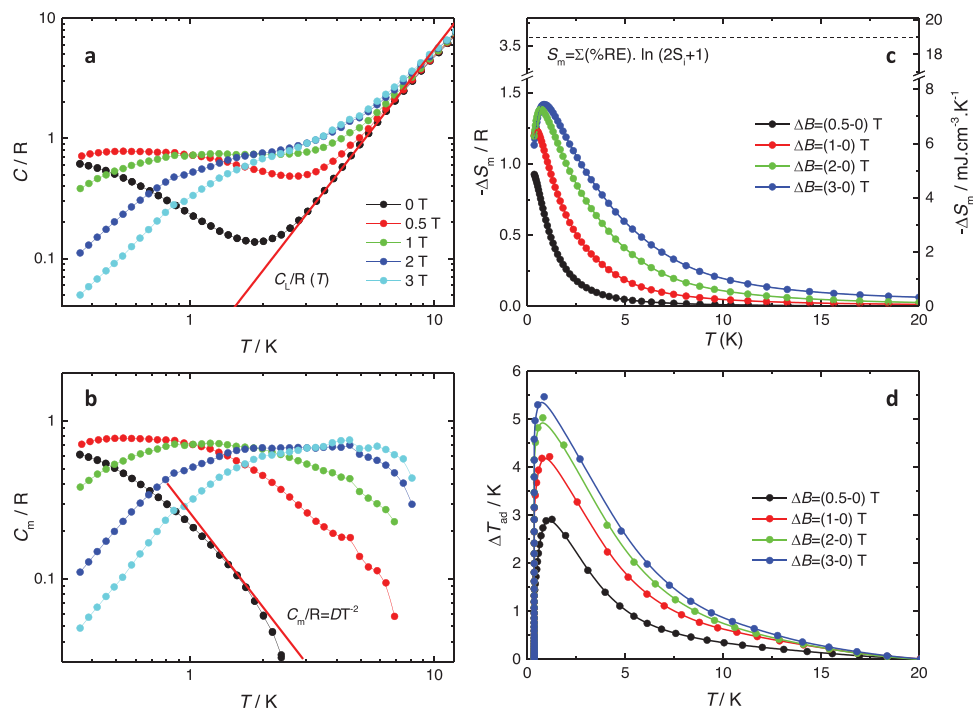 a
10
1
0.1
C / R
0 T
0.5 T
1 T
2 T
3 T
C_L/R (T)
1
10
T / K
b
1
0.1
C_m / R
C_m/R=DT^-2
1
10
T / K
c
3.5
1.5
1.0
0.5
0.0
-ΔS_m / R
S_m=Σ(%RE). ln (2S_i+1)
ΔB=(0.5-0) T
ΔB=(1-0) T
ΔB=(2-0) T
ΔB=(3-0) T
20
18
8
6
4
2
0
-ΔS_m / mJ.cm^-3.K^-1
0
5
10
15
20
T (K)
d
6
5
4
3
2
1
0
ΔT_ad / K
ΔB=(0.5-0) T
ΔB=(1-0) T
ΔB=(2-0) T
ΔB=(3-0) T
0
5
10
15
20
T / K